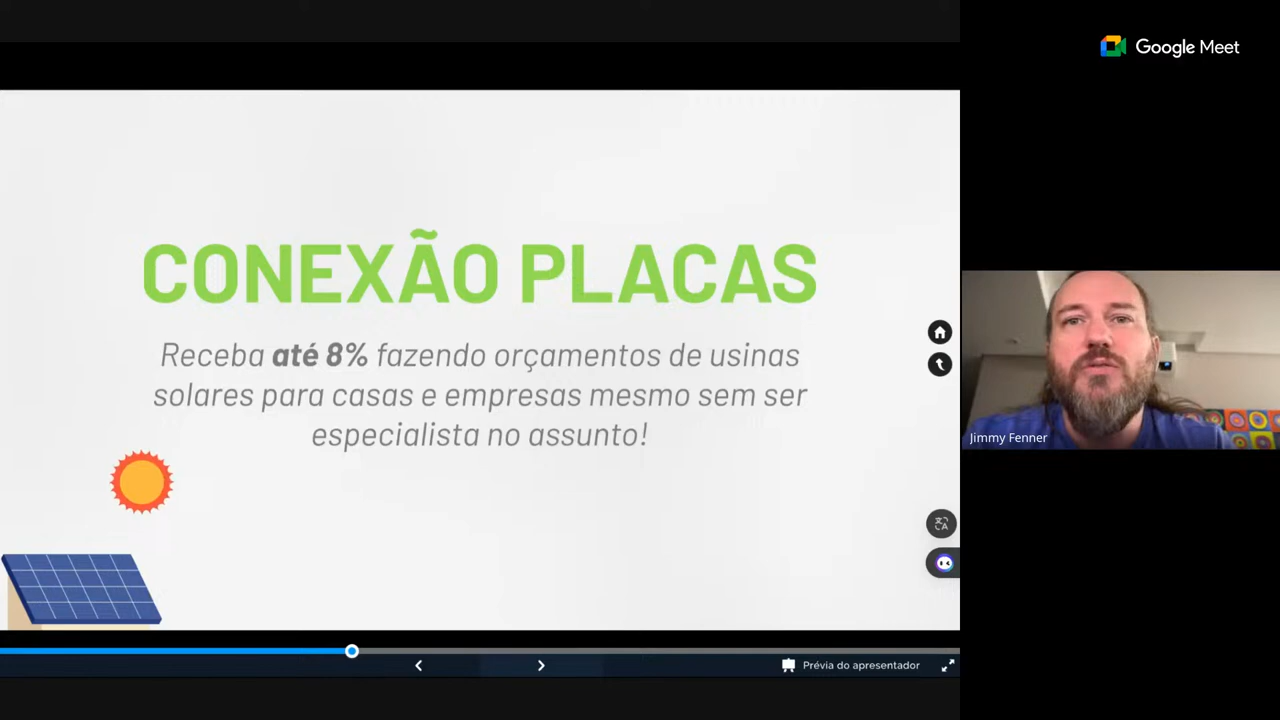 CONEXÃO PLACAS
Receba até 8% fazendo orçamentos de usinas
solares para casas e empresas mesmo sem ser
especialista no assunto!
Prévia do apresentador
Google Meet
Jimmy Fenner